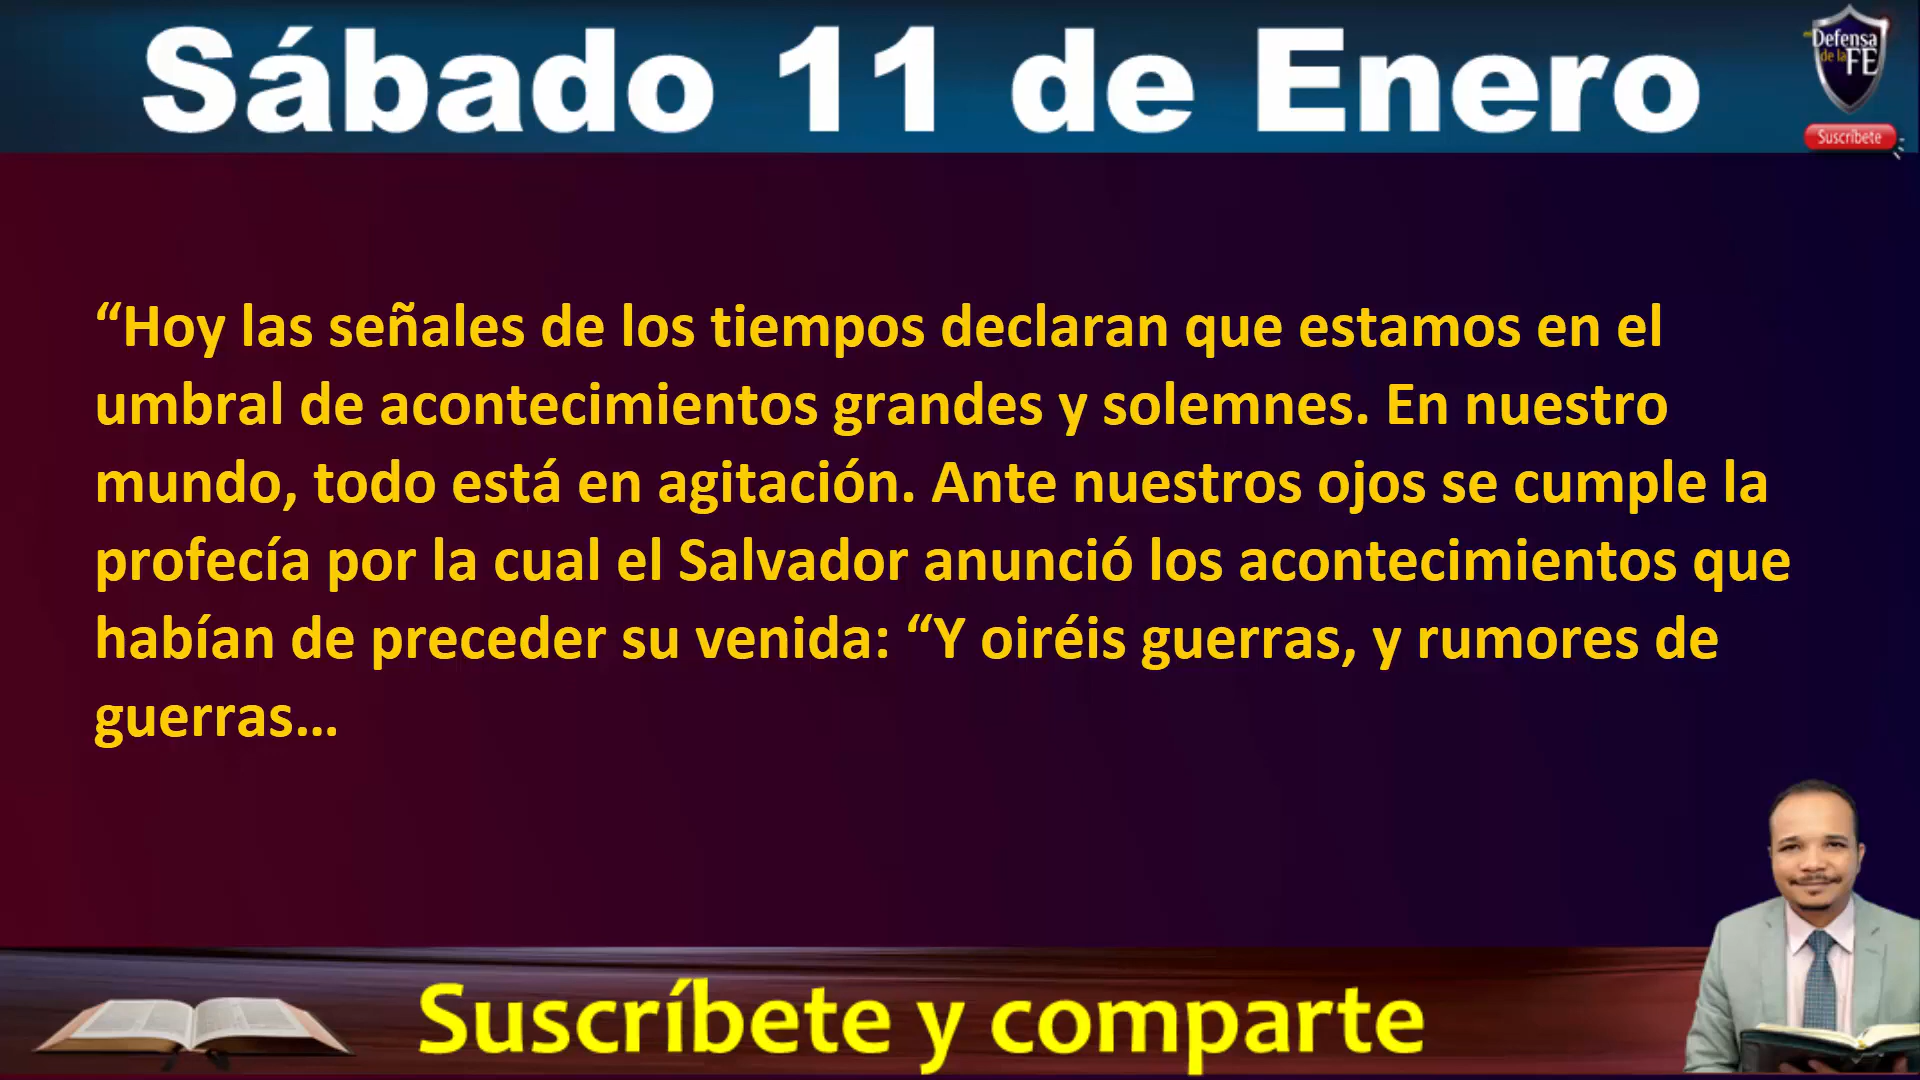 Sábado 11 de Enero
Defensa
de la FE
Suscríbete
“Hoy las señales de los tiempos declaran que estamos en el
umbral de acontecimientos grandes y solemnes. En nuestro
mundo, todo está en agitación. Ante nuestros ojos se cumple la
profecía por la cual el Salvador anunció los acontecimientos que
habían de preceder su venida: “Y oiréis guerras, y rumores de
guerras…
Suscríbete y comparte